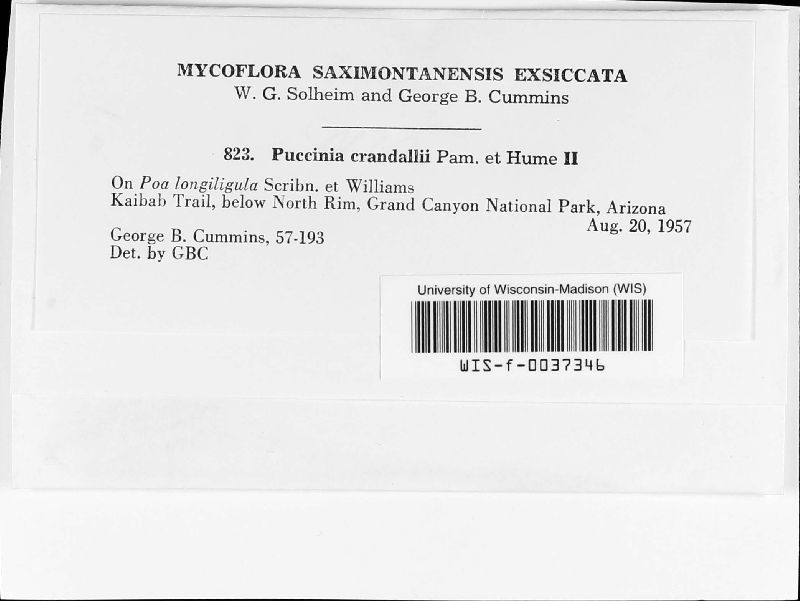 MYCOFLORA SAXIMONTANENSIS EXSICCATA
W. G. Solheim and George B. Cummins
823. Puccinia crandallii Pam. et Hume II
On Poa longiligula Scribn. et Williams
Kaibab Trail, below North Rim, Grand Canyon National Park, Arizona
Aug. 20, 1957
George B. Cummins, 57-193
Det. by GBC
University of Wisconsin-Madison (WIS)
WIS-f-0037346